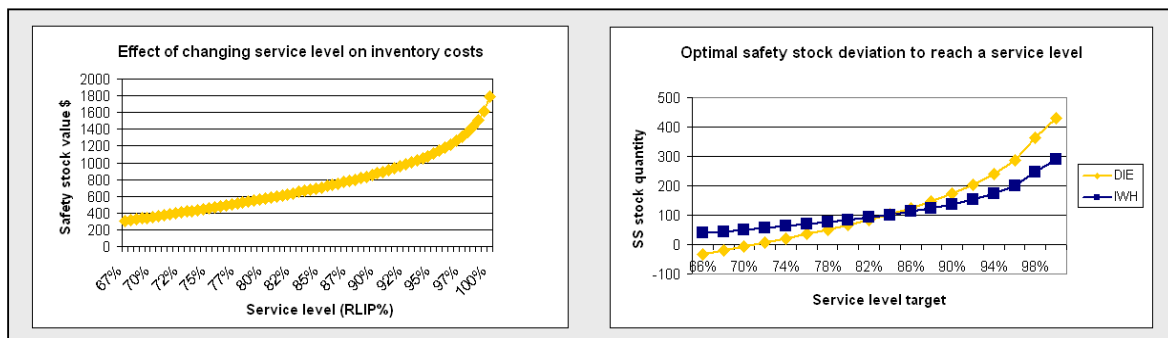 Effect of changing service level on inventory costs
Safety stock value $
2000
1800
1600
1400
1200
1000
800
600
400
200
0
67% 70% 72% 75% 77% 80% 82% 85% 87% 90% 92% 95% 97% 100%
Service level (RLIP%)
Optimal safety stock deviation to reach a service level
SS stock quantity
500
400
300
200
100
0
-100
66% 70% 74% 78% 82% 86% 90% 94% 98%
Service level target
DIE
IWH